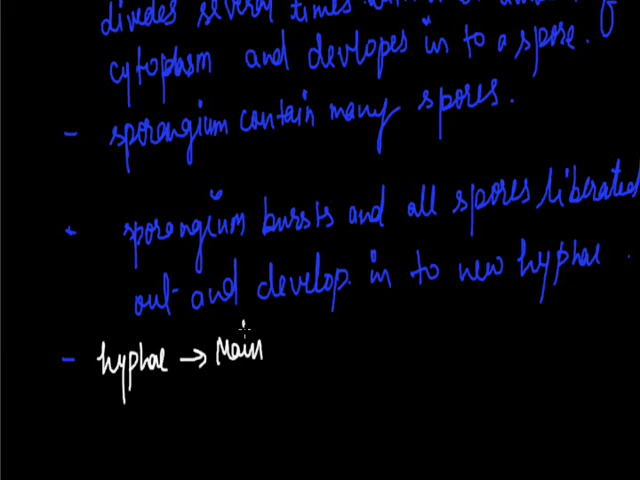 divides several times
cytoplasm and devlopes in to a spore.
- sporangium contain many spores.
- sporangium bursts and all spores liberated
out and develop in to new hyphae.
- hyphae → Main